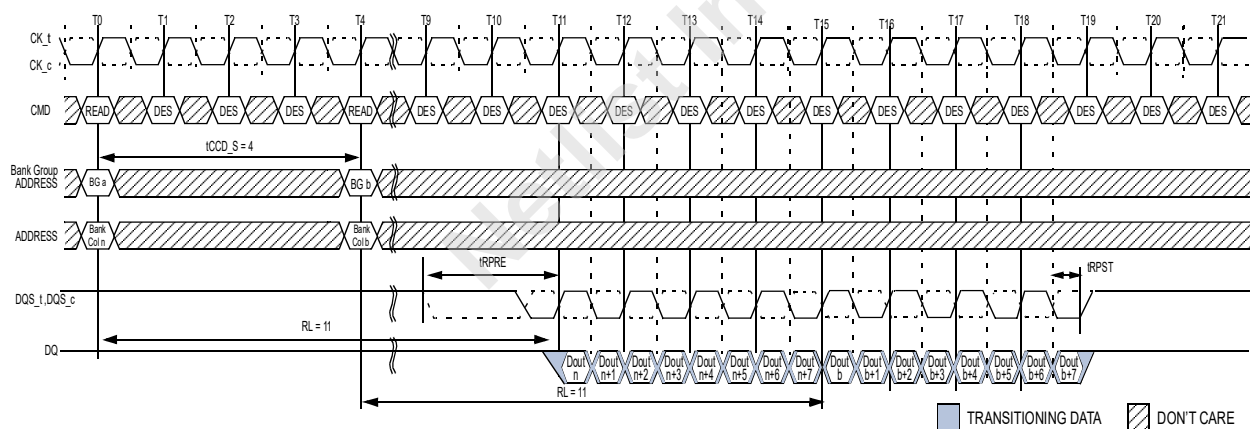 T0 T1 T2 T3 T4 T9 T10 T11 T12 T13 T14 T15 T16 T17 T18 T19 T20 T21
CK_t
CK_c
CMD READ DES DES DES READ DES DES DES DES DES DES DES DES DES DES DES DES DES
tCCD_S = 4
Bank Group
ADDRESS
BG a BG b
ADDRESS
Bank
Col n
Bank
Col b
tRPRE tRPST
DQS_t,DQS_c
RL = 11
DQ
Dout
n
Dout
n+1
Dout
n+2
Dout
n+3
Dout
n+4
Dout
n+5
Dout
n+6
Dout
n+7
Dout
b
Dout
b+1
Dout
b+2
Dout
b+3
Dout
b+4
Dout
b+5
Dout
b+6
Dout
b+7
RL = 11
TRANSITIONING DATA DON'T CARE
Netlist In